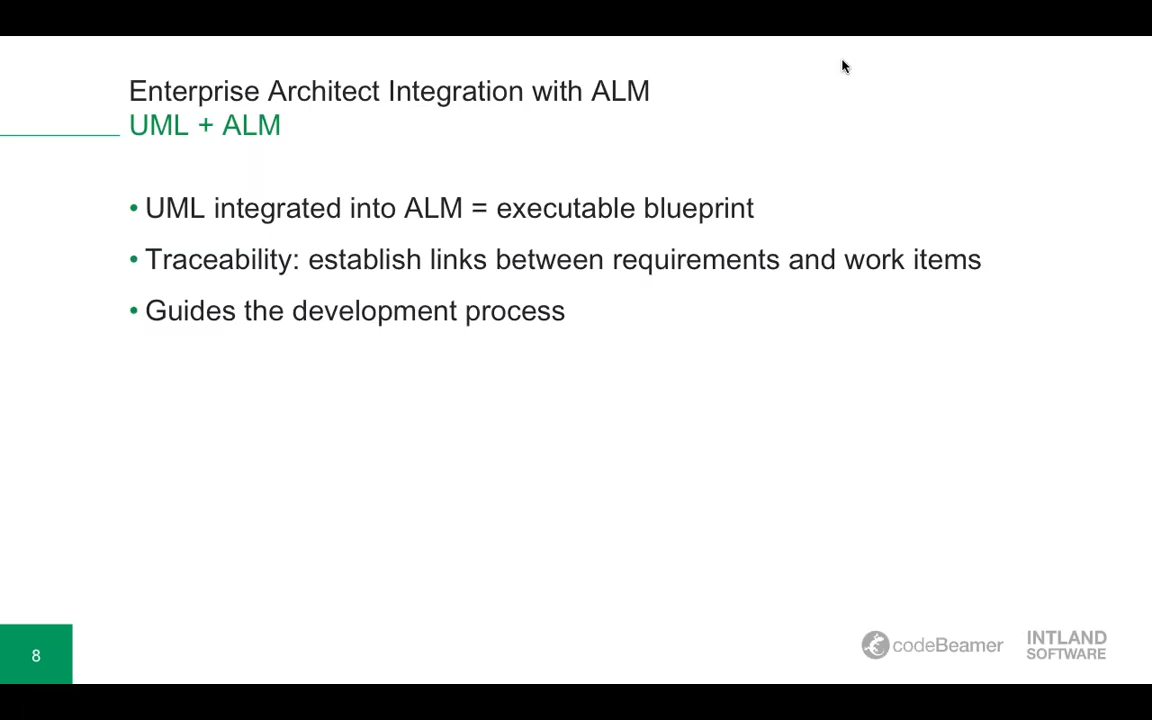 Enterprise Architect Integration with ALM
UML + ALM
• UML integrated into ALM = executable blueprint
• Traceability: establish links between requirements and work items
• Guides the development process
8
codeBeamer
INTLAND
SOFTWARE